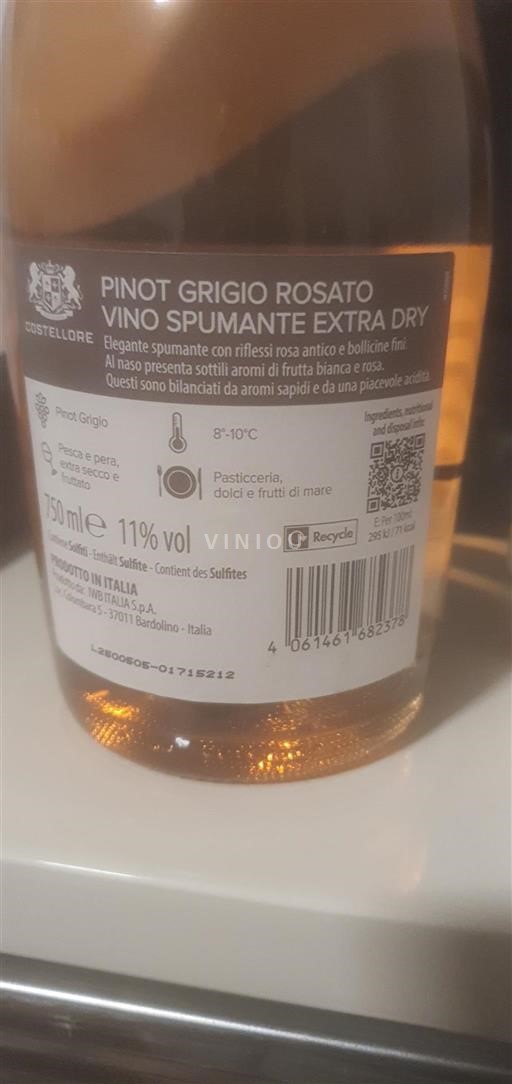 COSTELLORE
PINOT GRIGIO ROSATO
VINO SPUMANTE EXTRA DRY
Elegante spumante con riflessi rosa antico e bollicine fini.
Al naso presenta sottili aromi di frutta bianca e rosa.
Questi sono bilanciati da aromi sapidi e da una piacevole acidità.
Pinot Grigio
8°-10°C
Pesca e pera,
extra secco e
fruttato
Pasticceria,
dolci e frutti di mare
Ingredients, nutritional
and disposal info:
E: Per 100ml:
295 kJ / 71 kcal
750 ml e 11% vol
Recycle
Contiene Solfiti - Enthält Sulfite - Contient des Sulfites
PRODOTTO IN ITALIA
Prodotto da: IWB ITALIA S.p.A.
Colombara 5 - 37011 Bardolino - Italia
4 061461 682378
L2500505-01715212
VINIOU